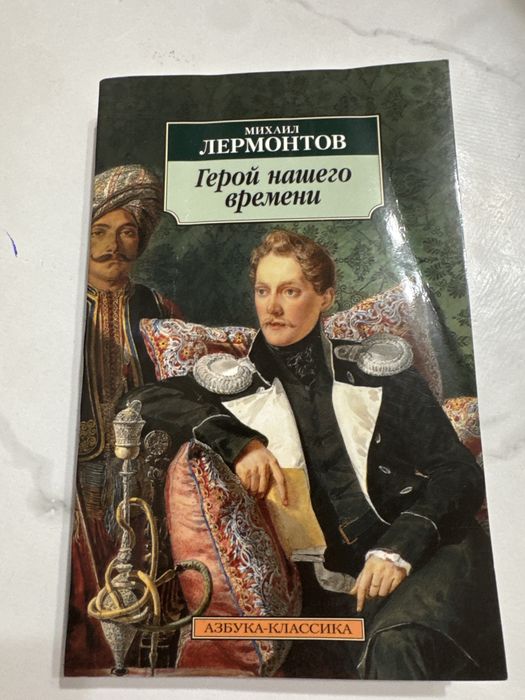 МИХАИЛ
ЛЕРМОНТОВ
Герой нашего
времени
АЗБУКА-КЛАССИКА